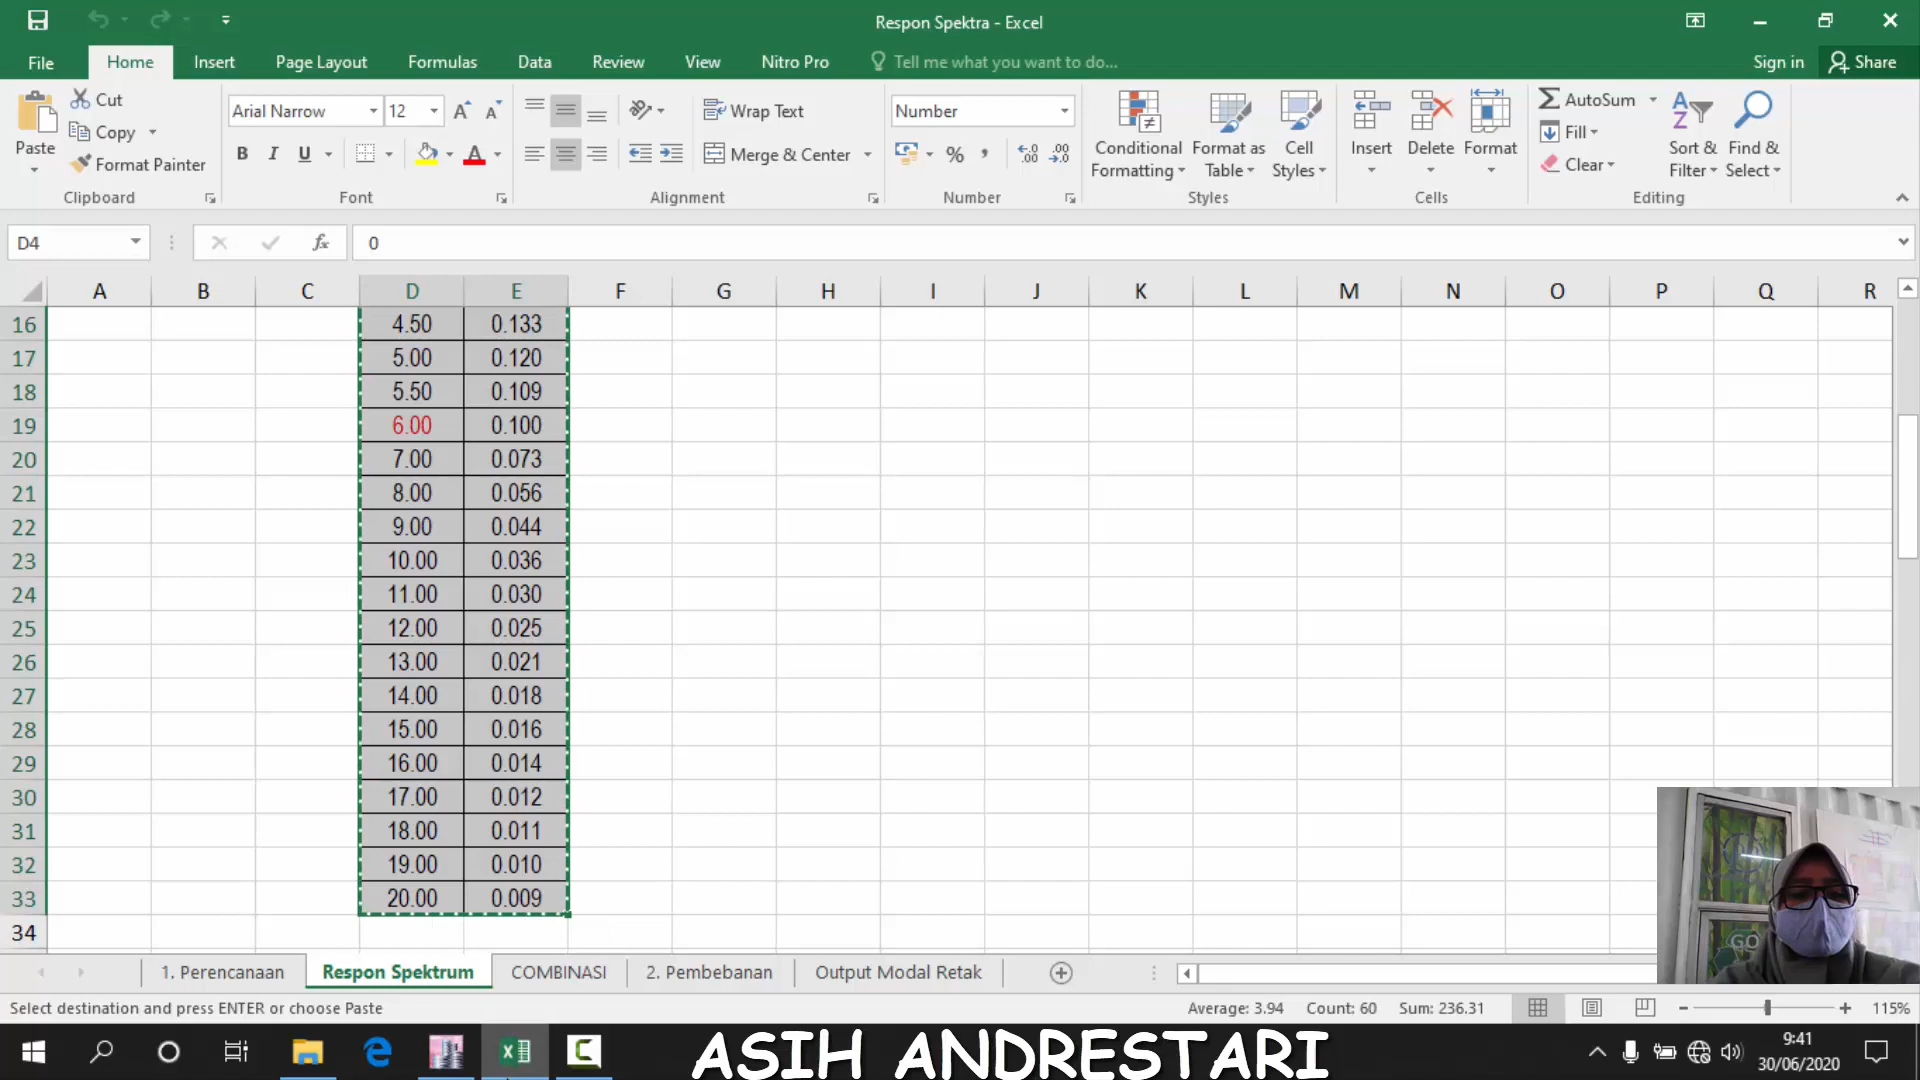 Respon Spektra - Excel
File Home Insert Page Layout Formulas Data Review View Nitro Pro Tell me what you want to do... Sign in Share
Paste Cut Copy Format Painter Clipboard
Arial Narrow 12 B I U A Font
Wrap Text Merge & Center Alignment
Number % , Number
Conditional Formatting Format as Table Cell Styles Styles
Insert Delete Format Cells
AutoSum Fill Clear Sort & Filter Find & Select Editing
D4 fx 0
A B C D E F G H I J K L M N O P Q R
16 4.50 0.133
17 5.00 0.120
18 5.50 0.109
19 6.00 0.100
20 7.00 0.073
21 8.00 0.056
22 9.00 0.044
23 10.00 0.036
24 11.00 0.030
25 12.00 0.025
26 13.00 0.021
27 14.00 0.018
28 15.00 0.016
29 16.00 0.014
30 17.00 0.012
31 18.00 0.011
32 19.00 0.010
33 20.00 0.009
34
GO
1. Perencanaan Respon Spektrum COMBINASI 2. Pembebanan Output Modal Retak
Select destination and press ENTER or choose Paste Average: 3.94 Count: 60 Sum: 236.31 115%
ASIH ANDRESTARI
9:41
30/06/2020